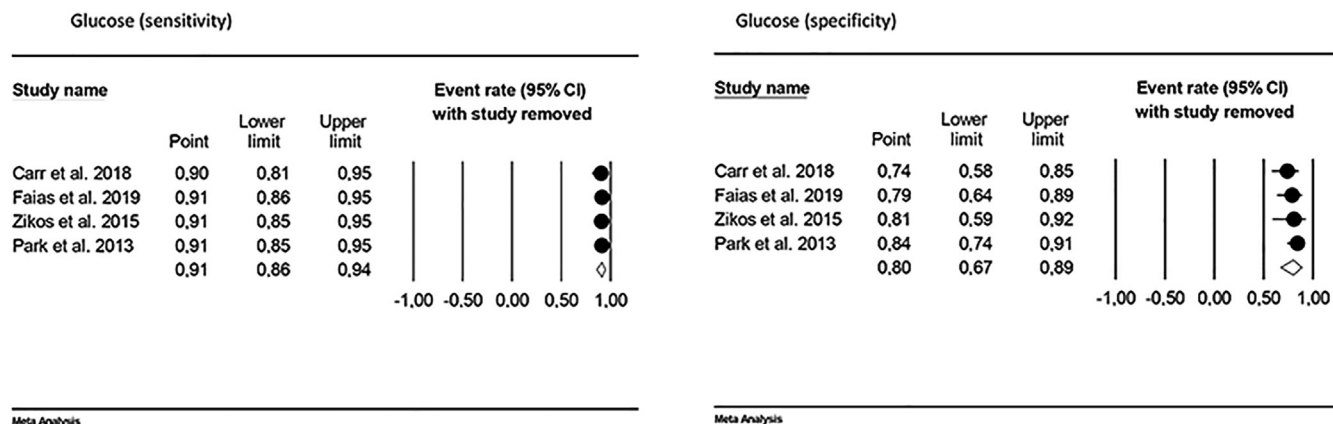 Glucose (sensitivity)
Study name
Event rate (95% CI)
with study removed
Point
Lower
limit
Upper
limit
Carr et al. 2018 0,90 0,81 0,95
Faias et al. 2019 0,91 0,86 0,95
Zikos et al. 2015 0,91 0,85 0,95
Park et al. 2013 0,91 0,85 0,95
0,91 0,86 0,94
-1,00 -0,50 0,00 0,50 1,00
Meta Analysis
Glucose (specificity)
Study name
Event rate (95% CI)
with study removed
Point
Lower
limit
Upper
limit
Carr et al. 2018 0,74 0,58 0,85
Faias et al. 2019 0,79 0,64 0,89
Zikos et al. 2015 0,81 0,59 0,92
Park et al. 2013 0,84 0,74 0,91
0,80 0,67 0,89
-1,00 -0,50 0,00 0,50 1,00
Meta Analysis